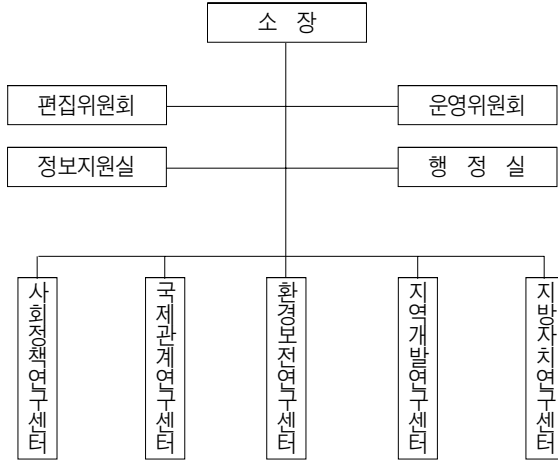 소 장
편집위원회
운영위원회
정보지원실
행 정 실
사회정책연구센터
국제관계연구센터
환경보전연구센터
지역개발연구센터
지방자치연구센터